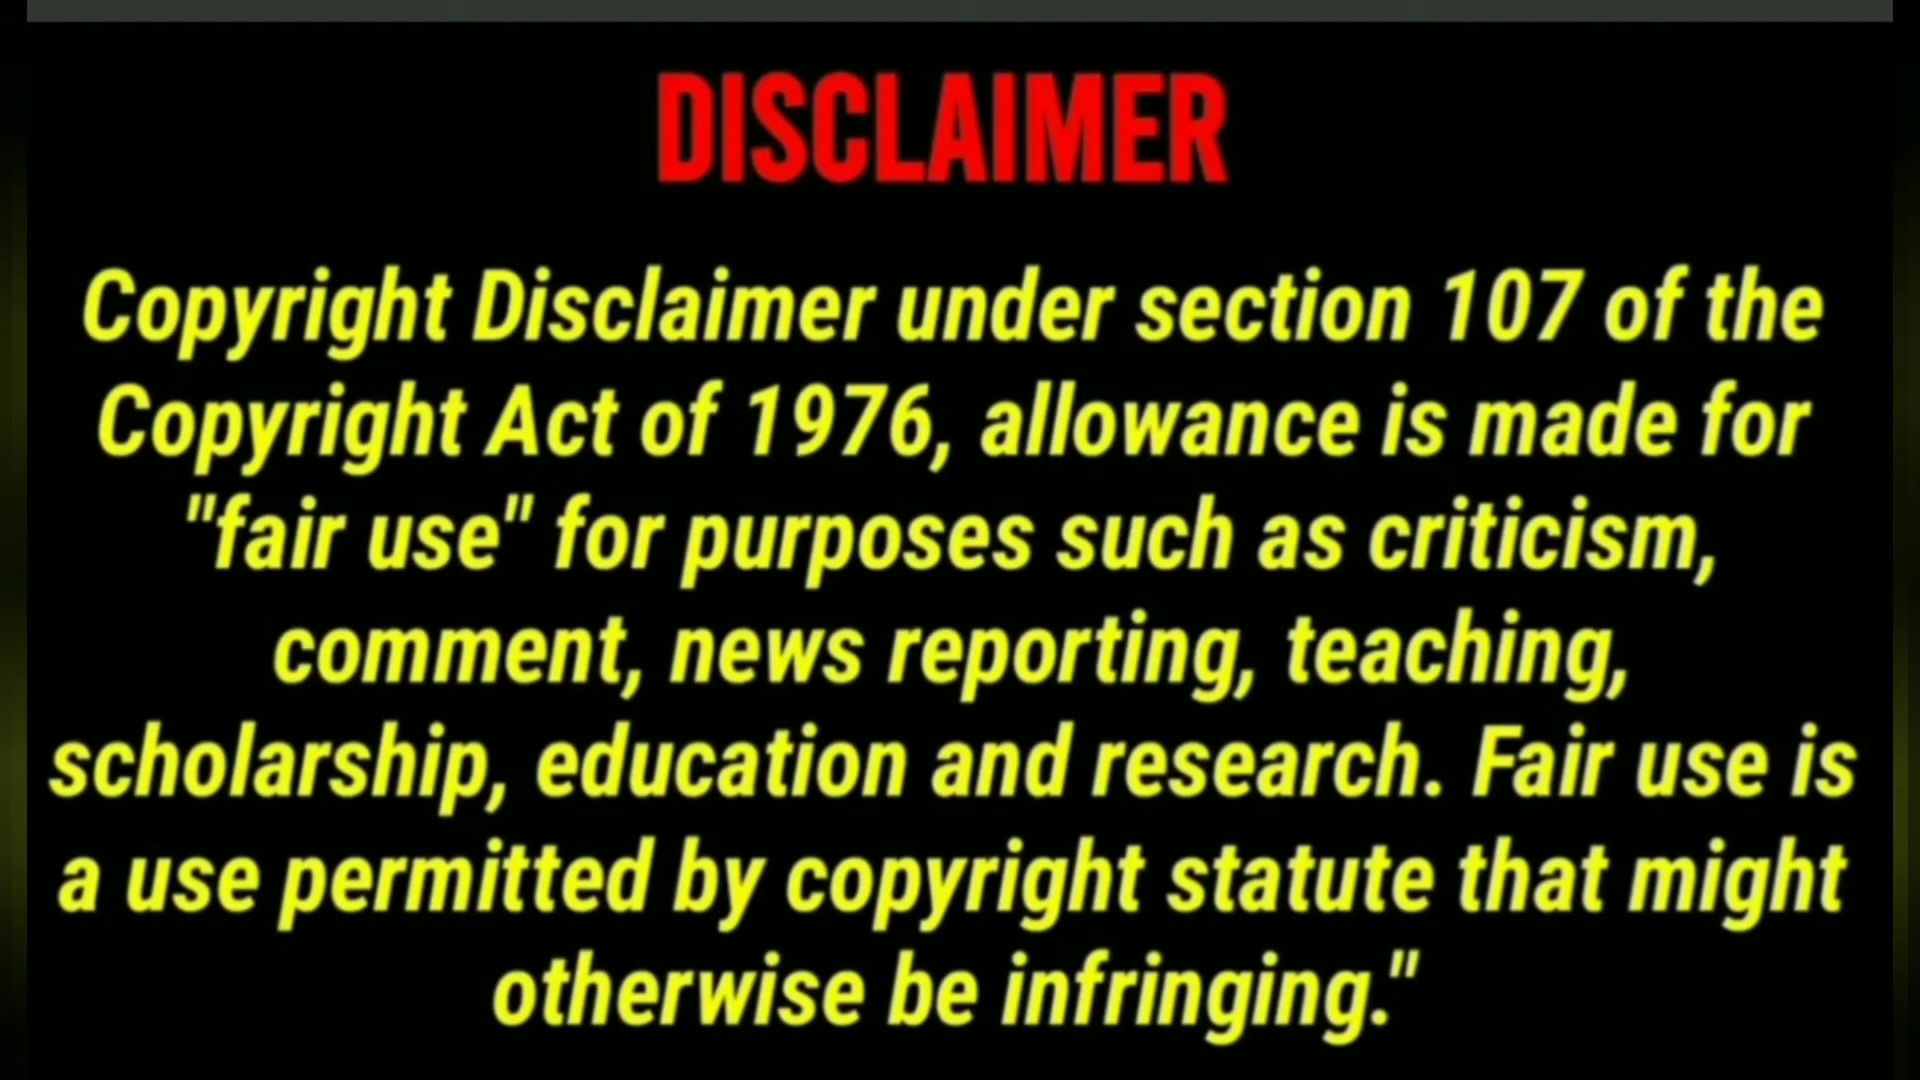 DISCLAIMER
Copyright Disclaimer under section 107 of the
Copyright Act of 1976, allowance is made for
"fair use" for purposes such as criticism,
comment, news reporting, teaching,
scholarship, education and research. Fair use is
a use permitted by copyright statute that might
otherwise be infringing."